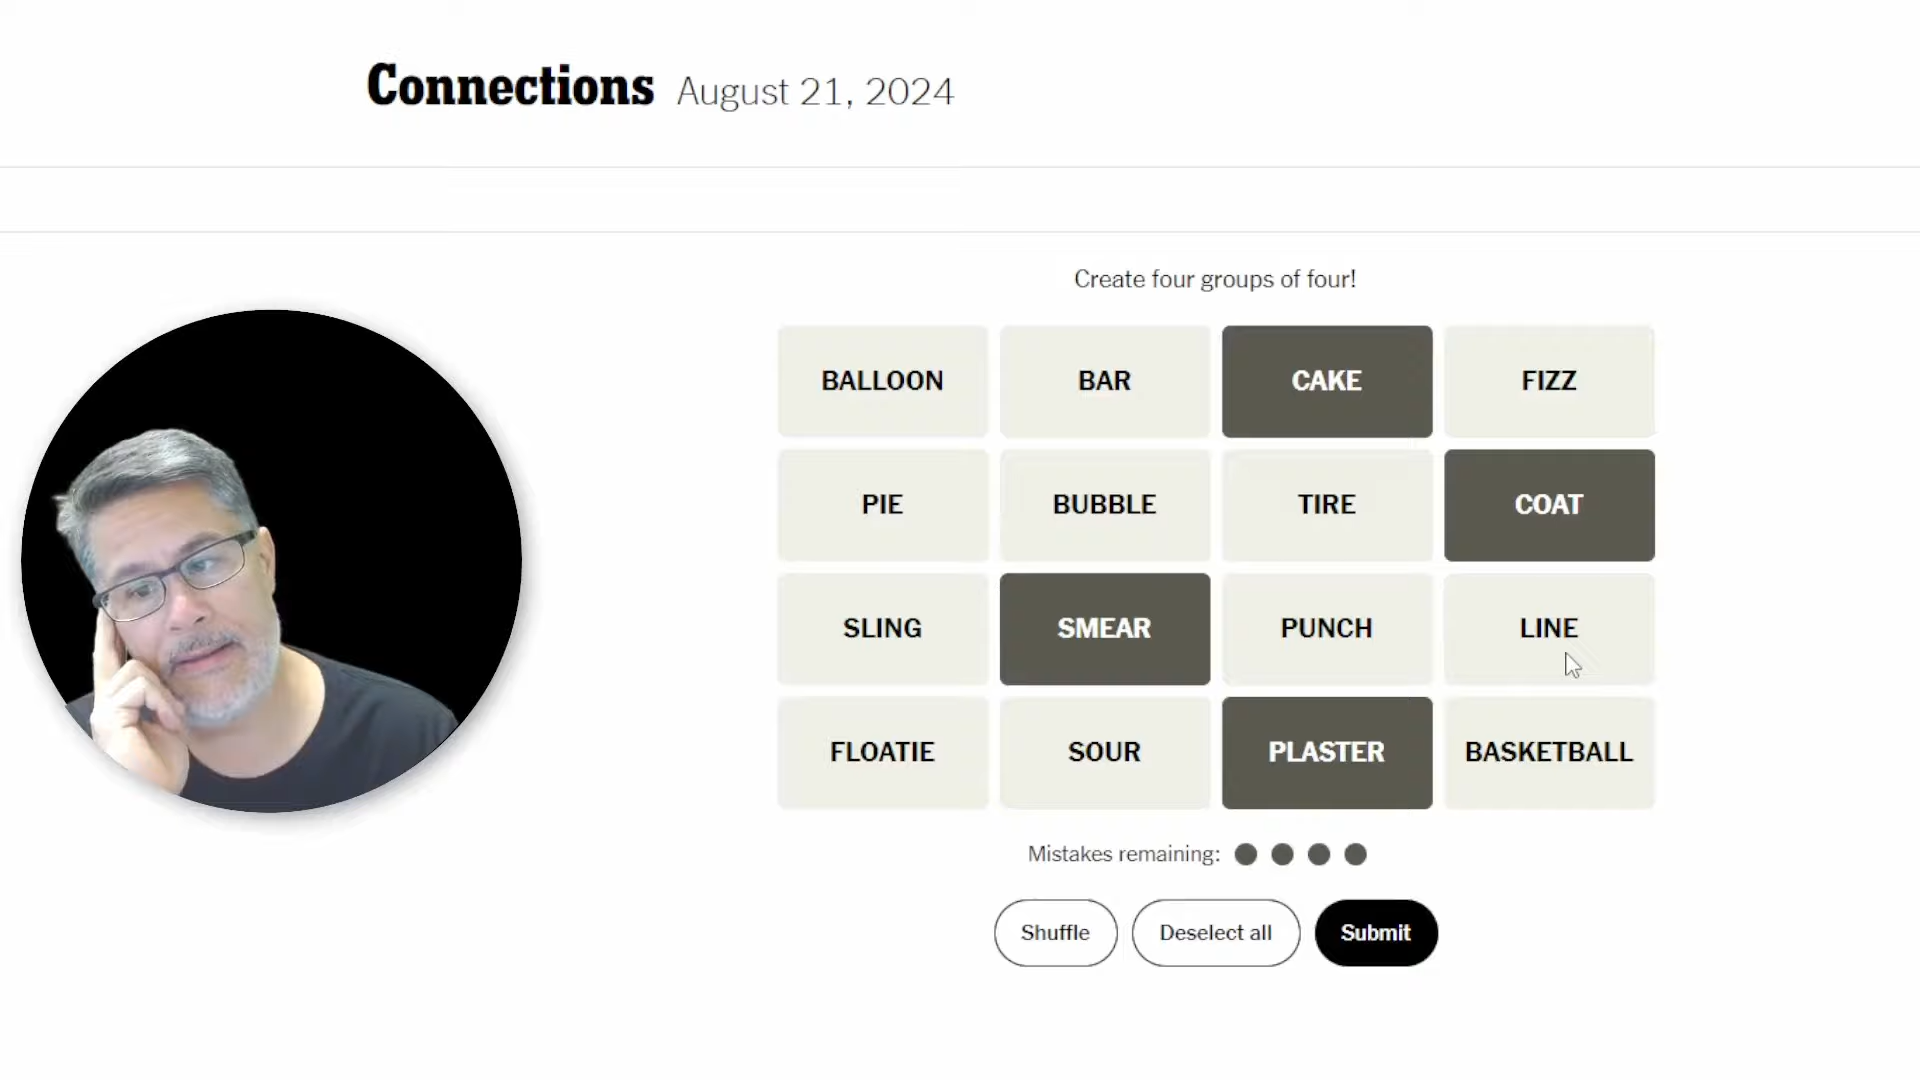 Connections August 21, 2024
Create four groups of four!
BALLOON BAR CAKE FIZZ
PIE BUBBLE TIRE COAT
SLING SMEAR PUNCH LINE
FLOATIE SOUR PLASTER BASKETBALL
Mistakes remaining:
Shuffle Deselect all Submit